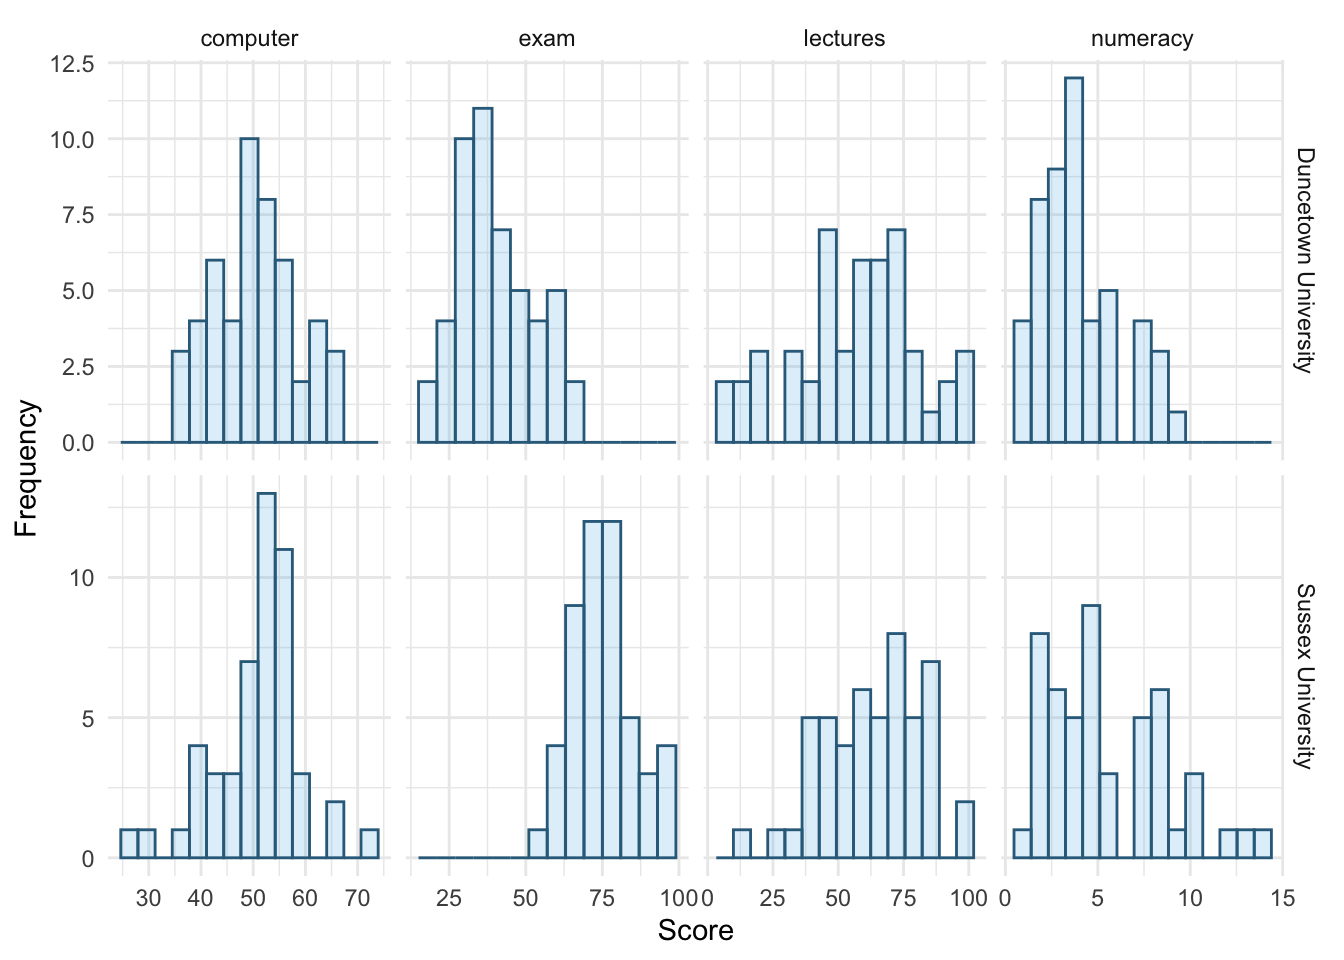 computer exam lectures numeracy
12.5
10.0
7.5
5.0
2.5
0.0
Duncetown University
10
5
0
Sussex University
30 40 50 60 70 25 50 75 100 0 25 50 75 100 0 5 10 15
Score
Frequency